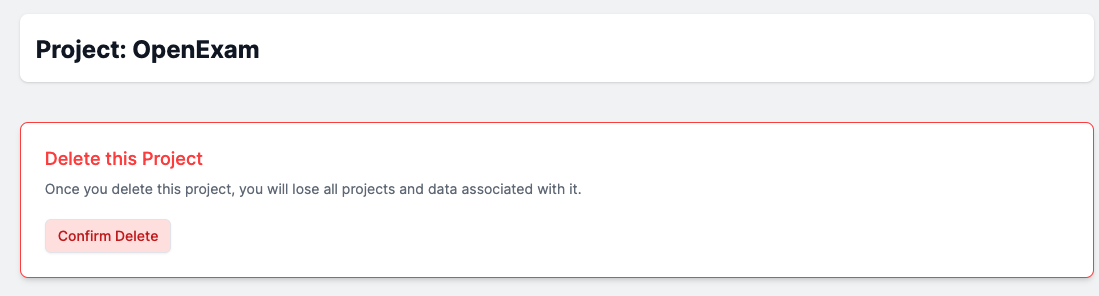 Project: OpenExam
Delete this Project
Once you delete this project, you will lose all projects and data associated with it.
Confirm Delete